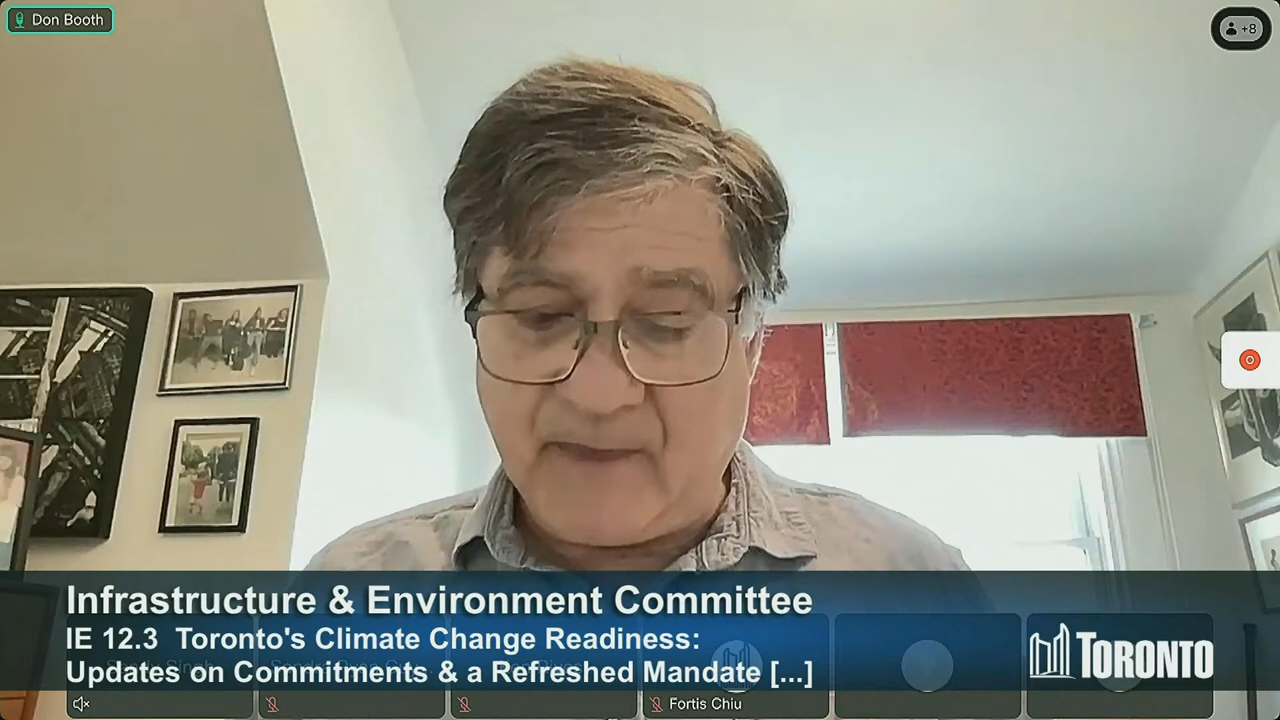 Don Booth
+8
Infrastructure & Environment Committee
IE 12.3 Toronto's Climate Change Readiness:
Updates on Commitments & a Refreshed Mandate [...]
TORONTO
Fortis Chiu